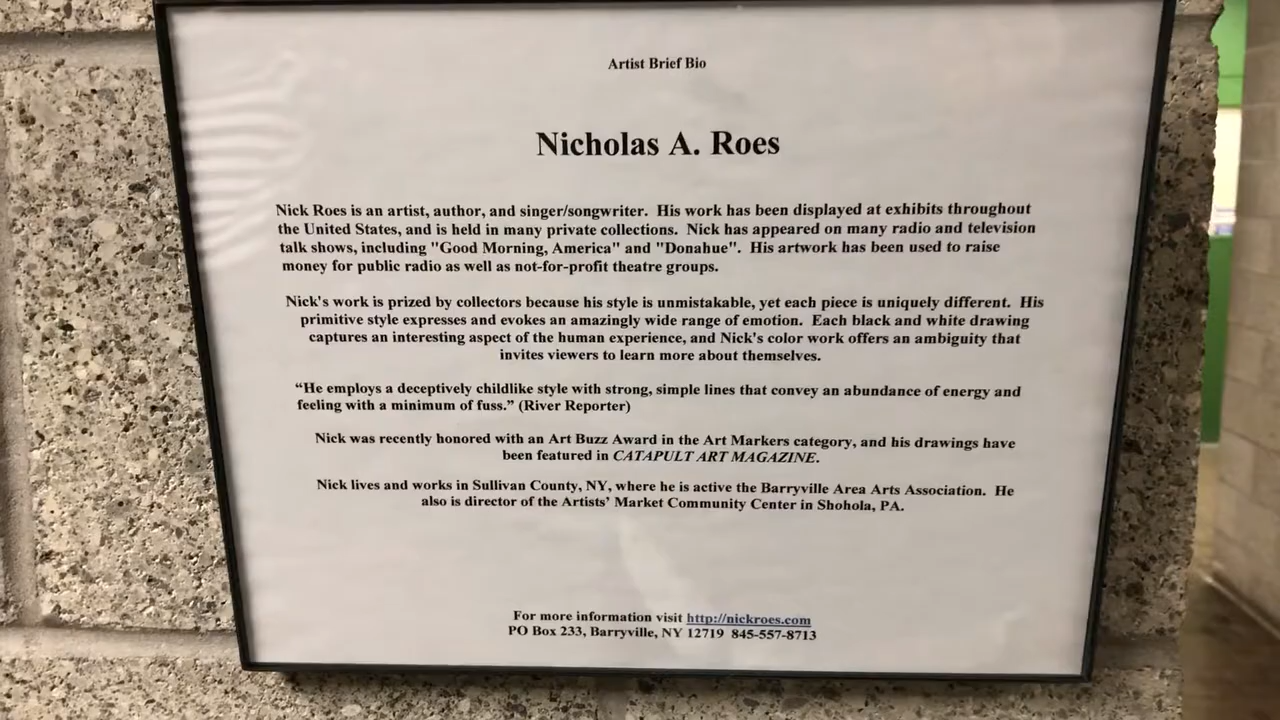 Artist Brief Bio
Nicholas A. Roes
Nick Roes is an artist, author, and singer/songwriter. His work has been displayed at exhibits throughout
the United States, and is held in many private collections. Nick has appeared on many radio and television
talk shows, including "Good Morning, America" and "Donahue". His artwork has been used to raise
money for public radio as well as not-for-profit theatre groups.
Nick's work is prized by collectors because his style is unmistakable, yet each piece is uniquely different. His
primitive style expresses and evokes an amazingly wide range of emotion. Each black and white drawing
captures an interesting aspect of the human experience, and Nick's color work offers an ambiguity that
invites viewers to learn more about themselves.
“He employs a deceptively childlike style with strong, simple lines that convey an abundance of energy and
feeling with a minimum of fuss.” (River Reporter)
Nick was recently honored with an Art Buzz Award in the Art Markers category, and his drawings have
been featured in CATAPULT ART MAGAZINE.
Nick lives and works in Sullivan County, NY, where he is active the Barryville Area Arts Association. He
also is director of the Artists’ Market Community Center in Shohola, PA.
For more information visit http://nickroes.com
PO Box 233, Barryville, NY 12719 845-557-8713